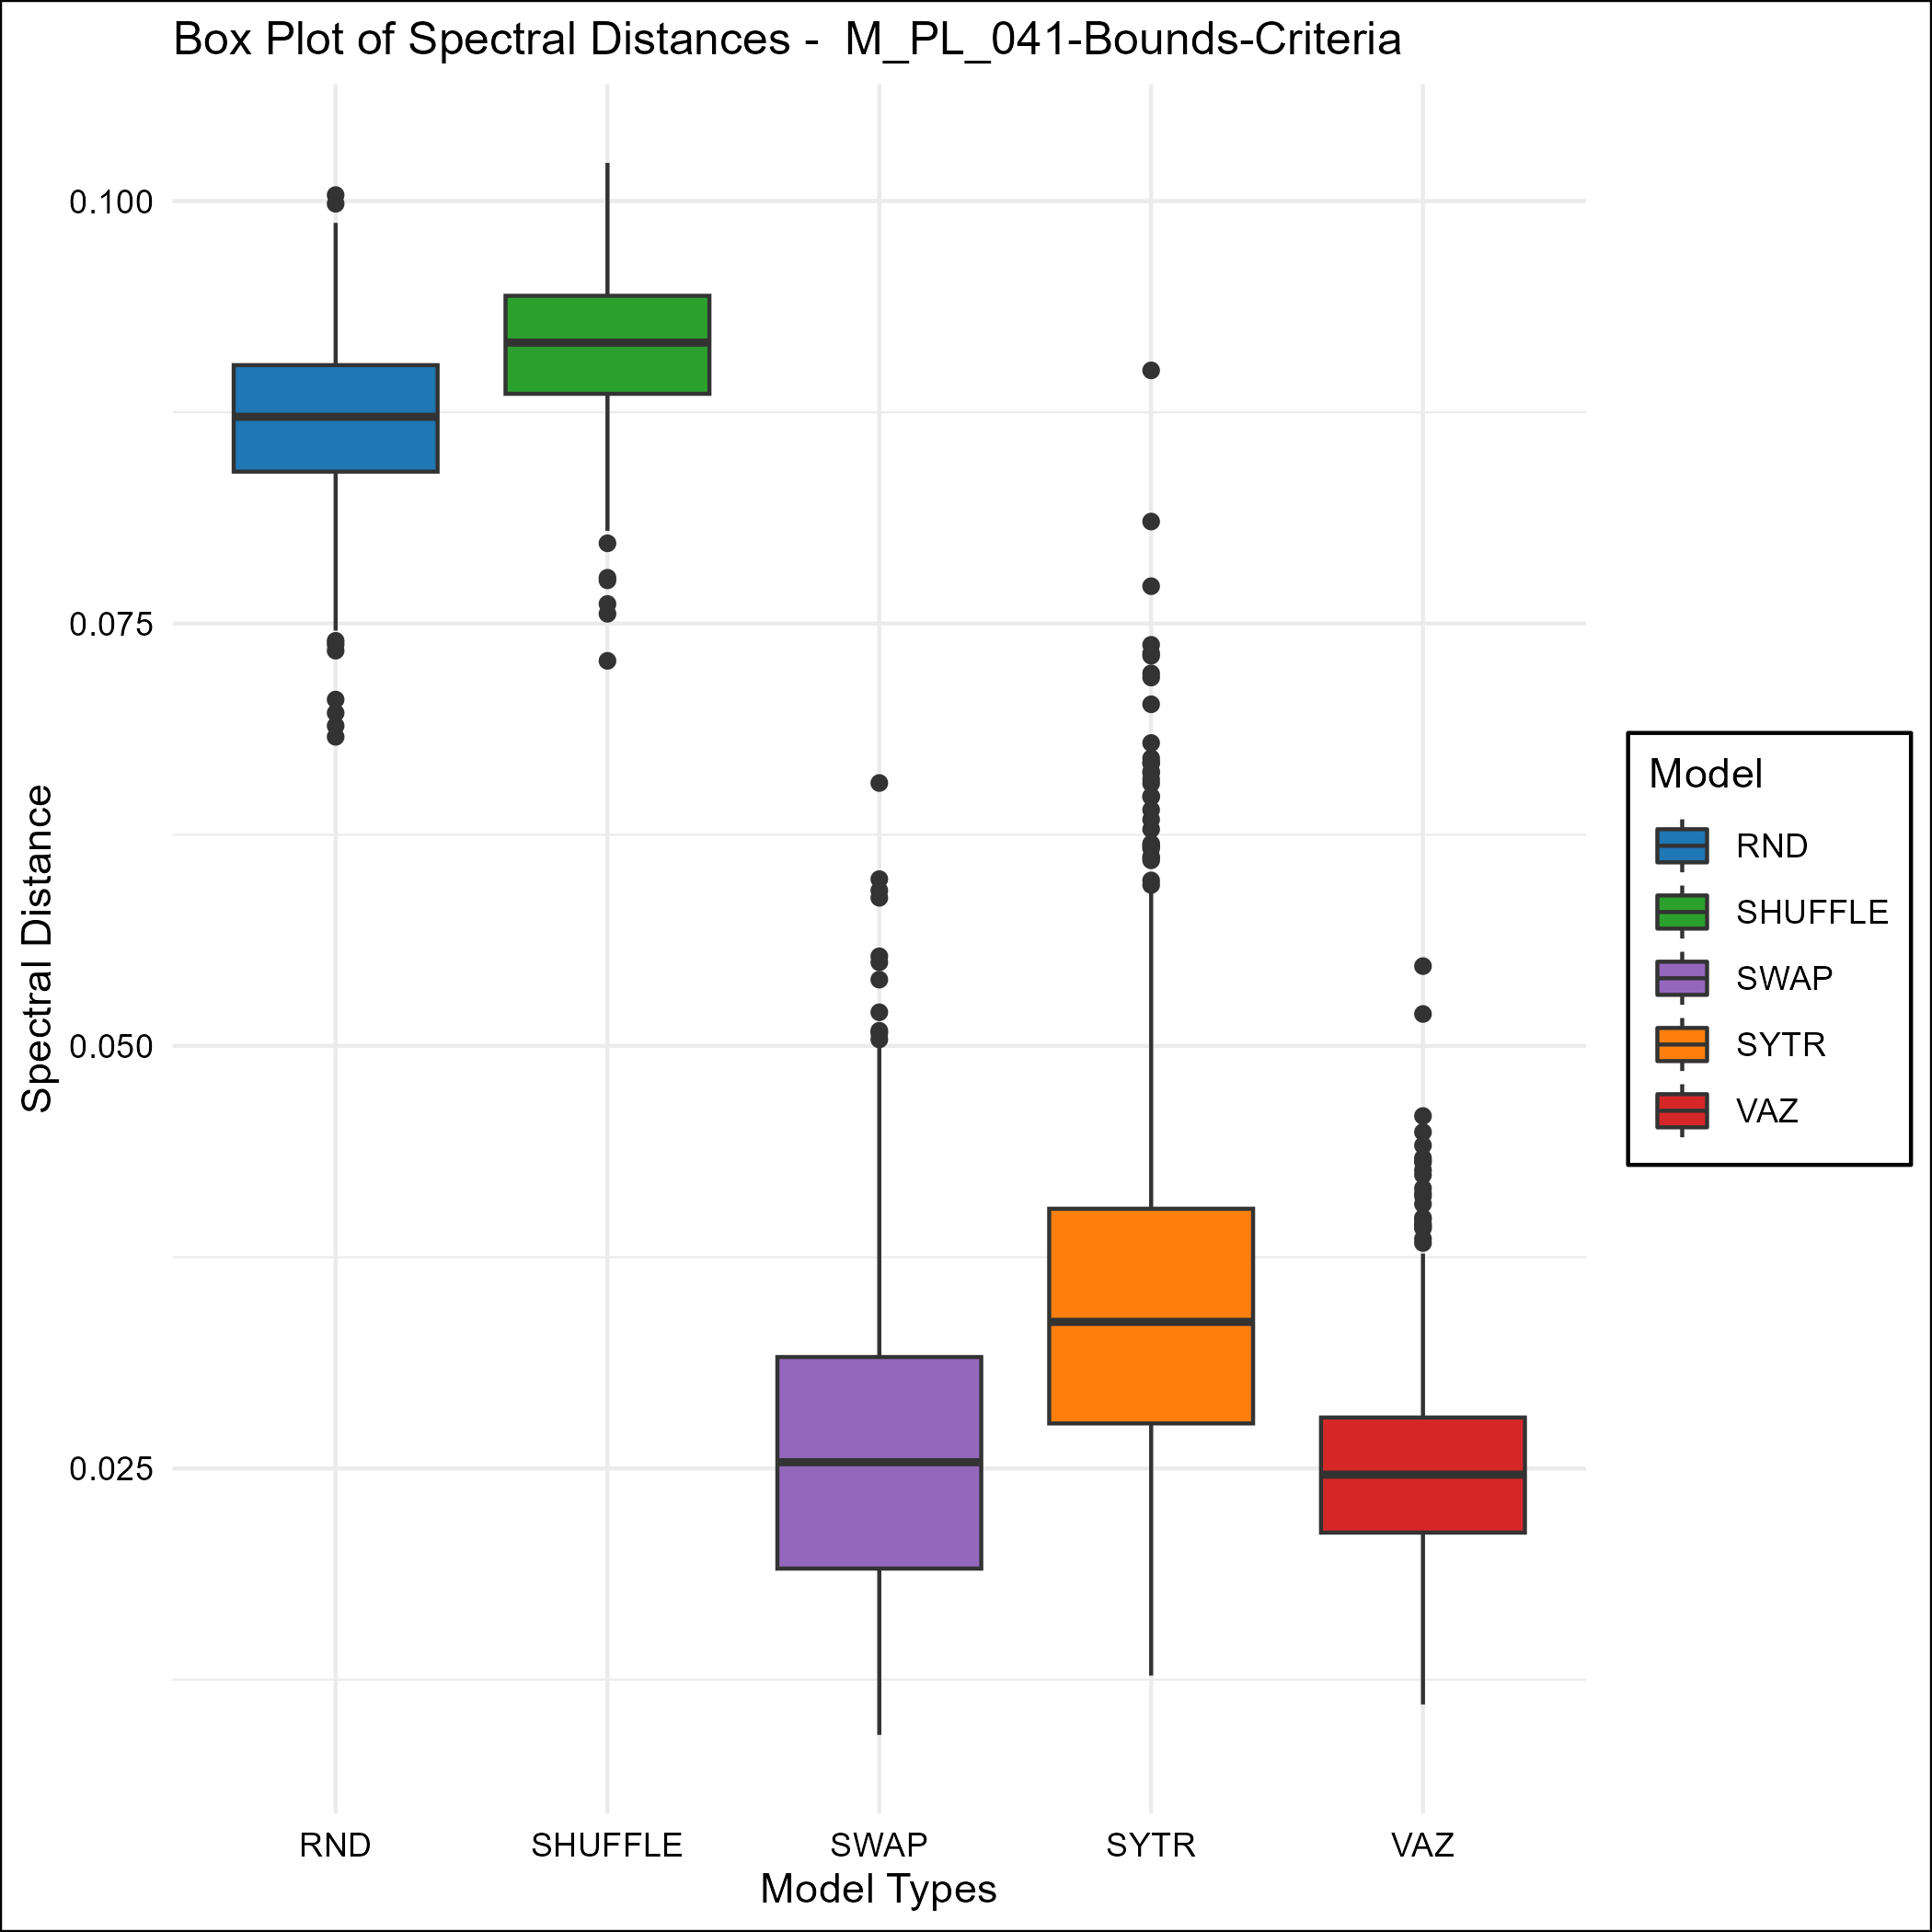 Box Plot of Spectral Distances -  M_PL_041-Bounds-Criteria
Spectral Distance
0.100
0.075
0.050
0.025
RND
SHUFFLE
SWAP
SYTR
VAZ
Model Types
Model
RND
SHUFFLE
SWAP
SYTR
VAZ